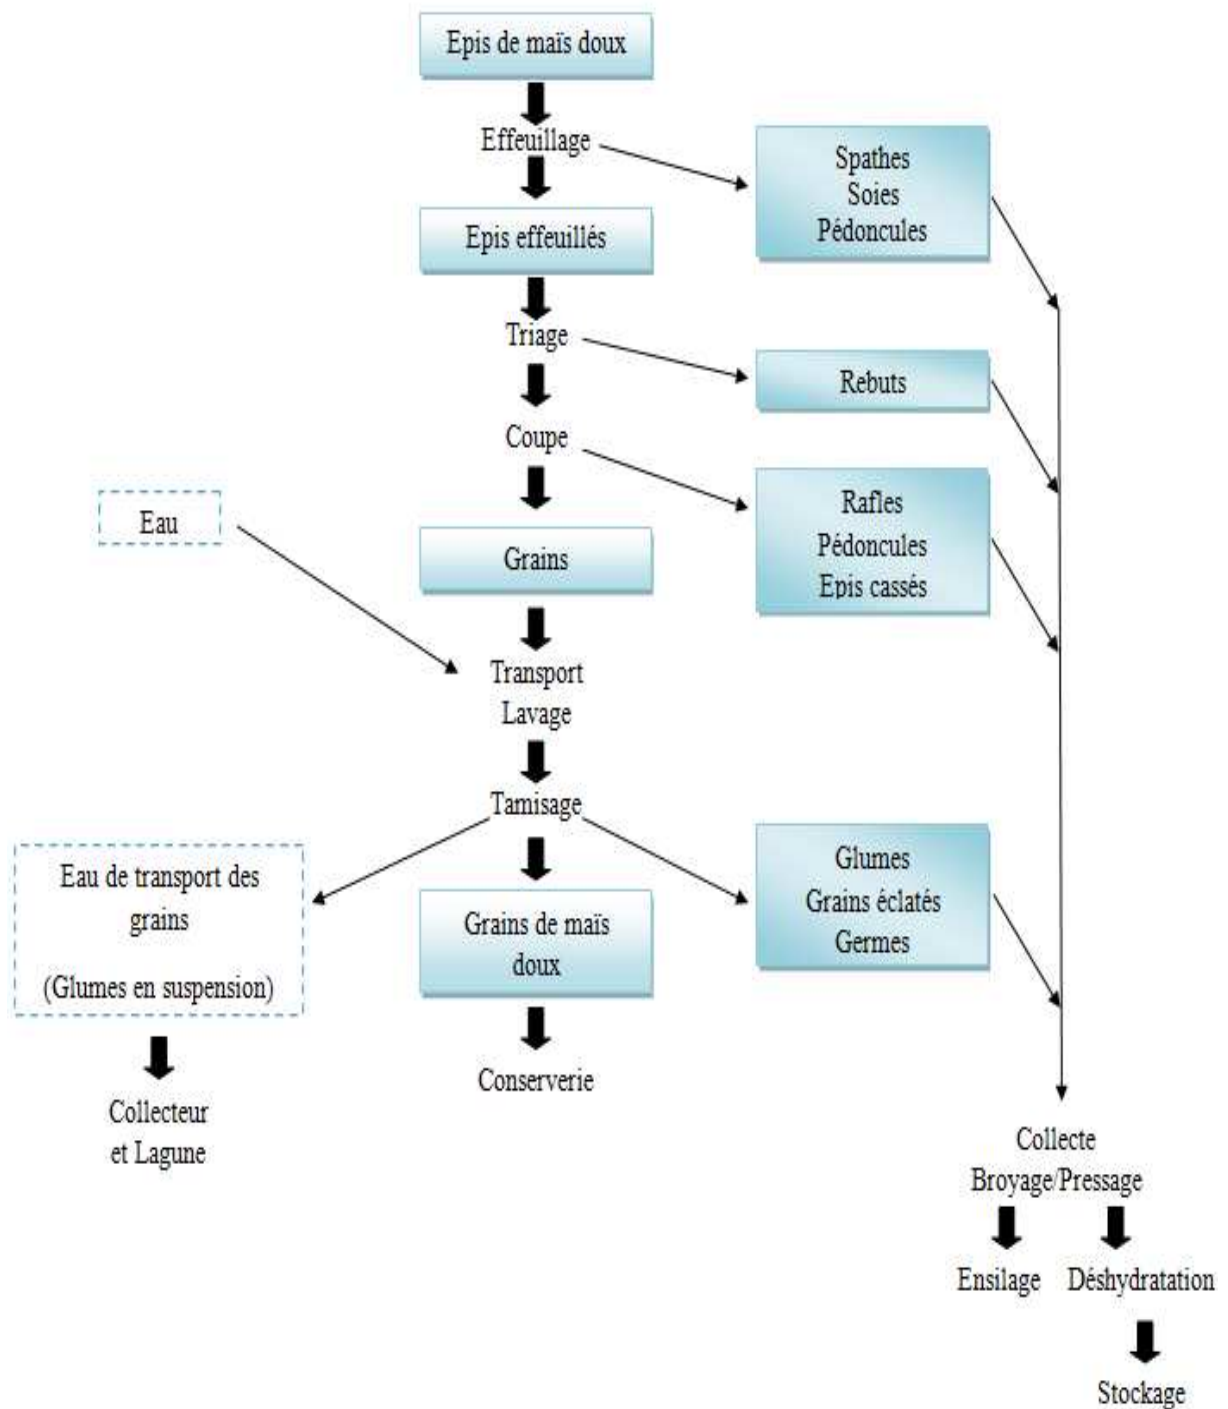 Epis de maïs doux
Effeuillage
Spathes
Soies
Pédoncules
Epis effeuillés
Triage
Rebuts
Coupe
Rafles
Pédoncules
Epis cassés
Eau
Grains
Transport
Lavage
Tamisage
Eau de transport des
grains
(Glumes en suspension)
Grains de maïs
doux
Glumes
Grains éclatés
Germes
Conserverie
Collecteur
et Lagune
Collecte
Broyage/Pressage
Ensilage
Déshydratation
Stockage